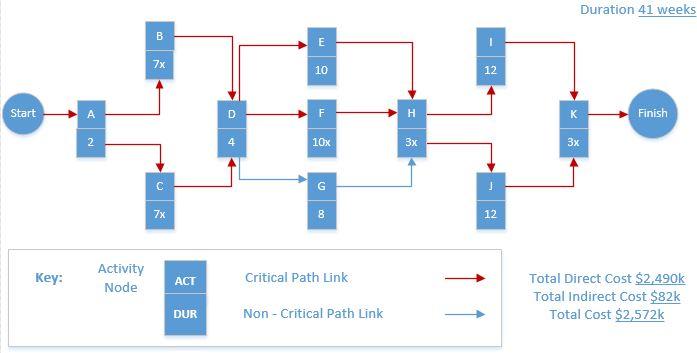 Duration 41 weeks
B
7x
E
10
I
12
Start
A
2
D
4
F
10x
H
3x
K
3x
Finish
C
7x
G
8
J
12
Key:
Activity
Node
ACT
DUR
Critical Path Link
Non - Critical Path Link
Total Direct Cost $2,490k
Total Indirect Cost $82k
Total Cost $2,572k